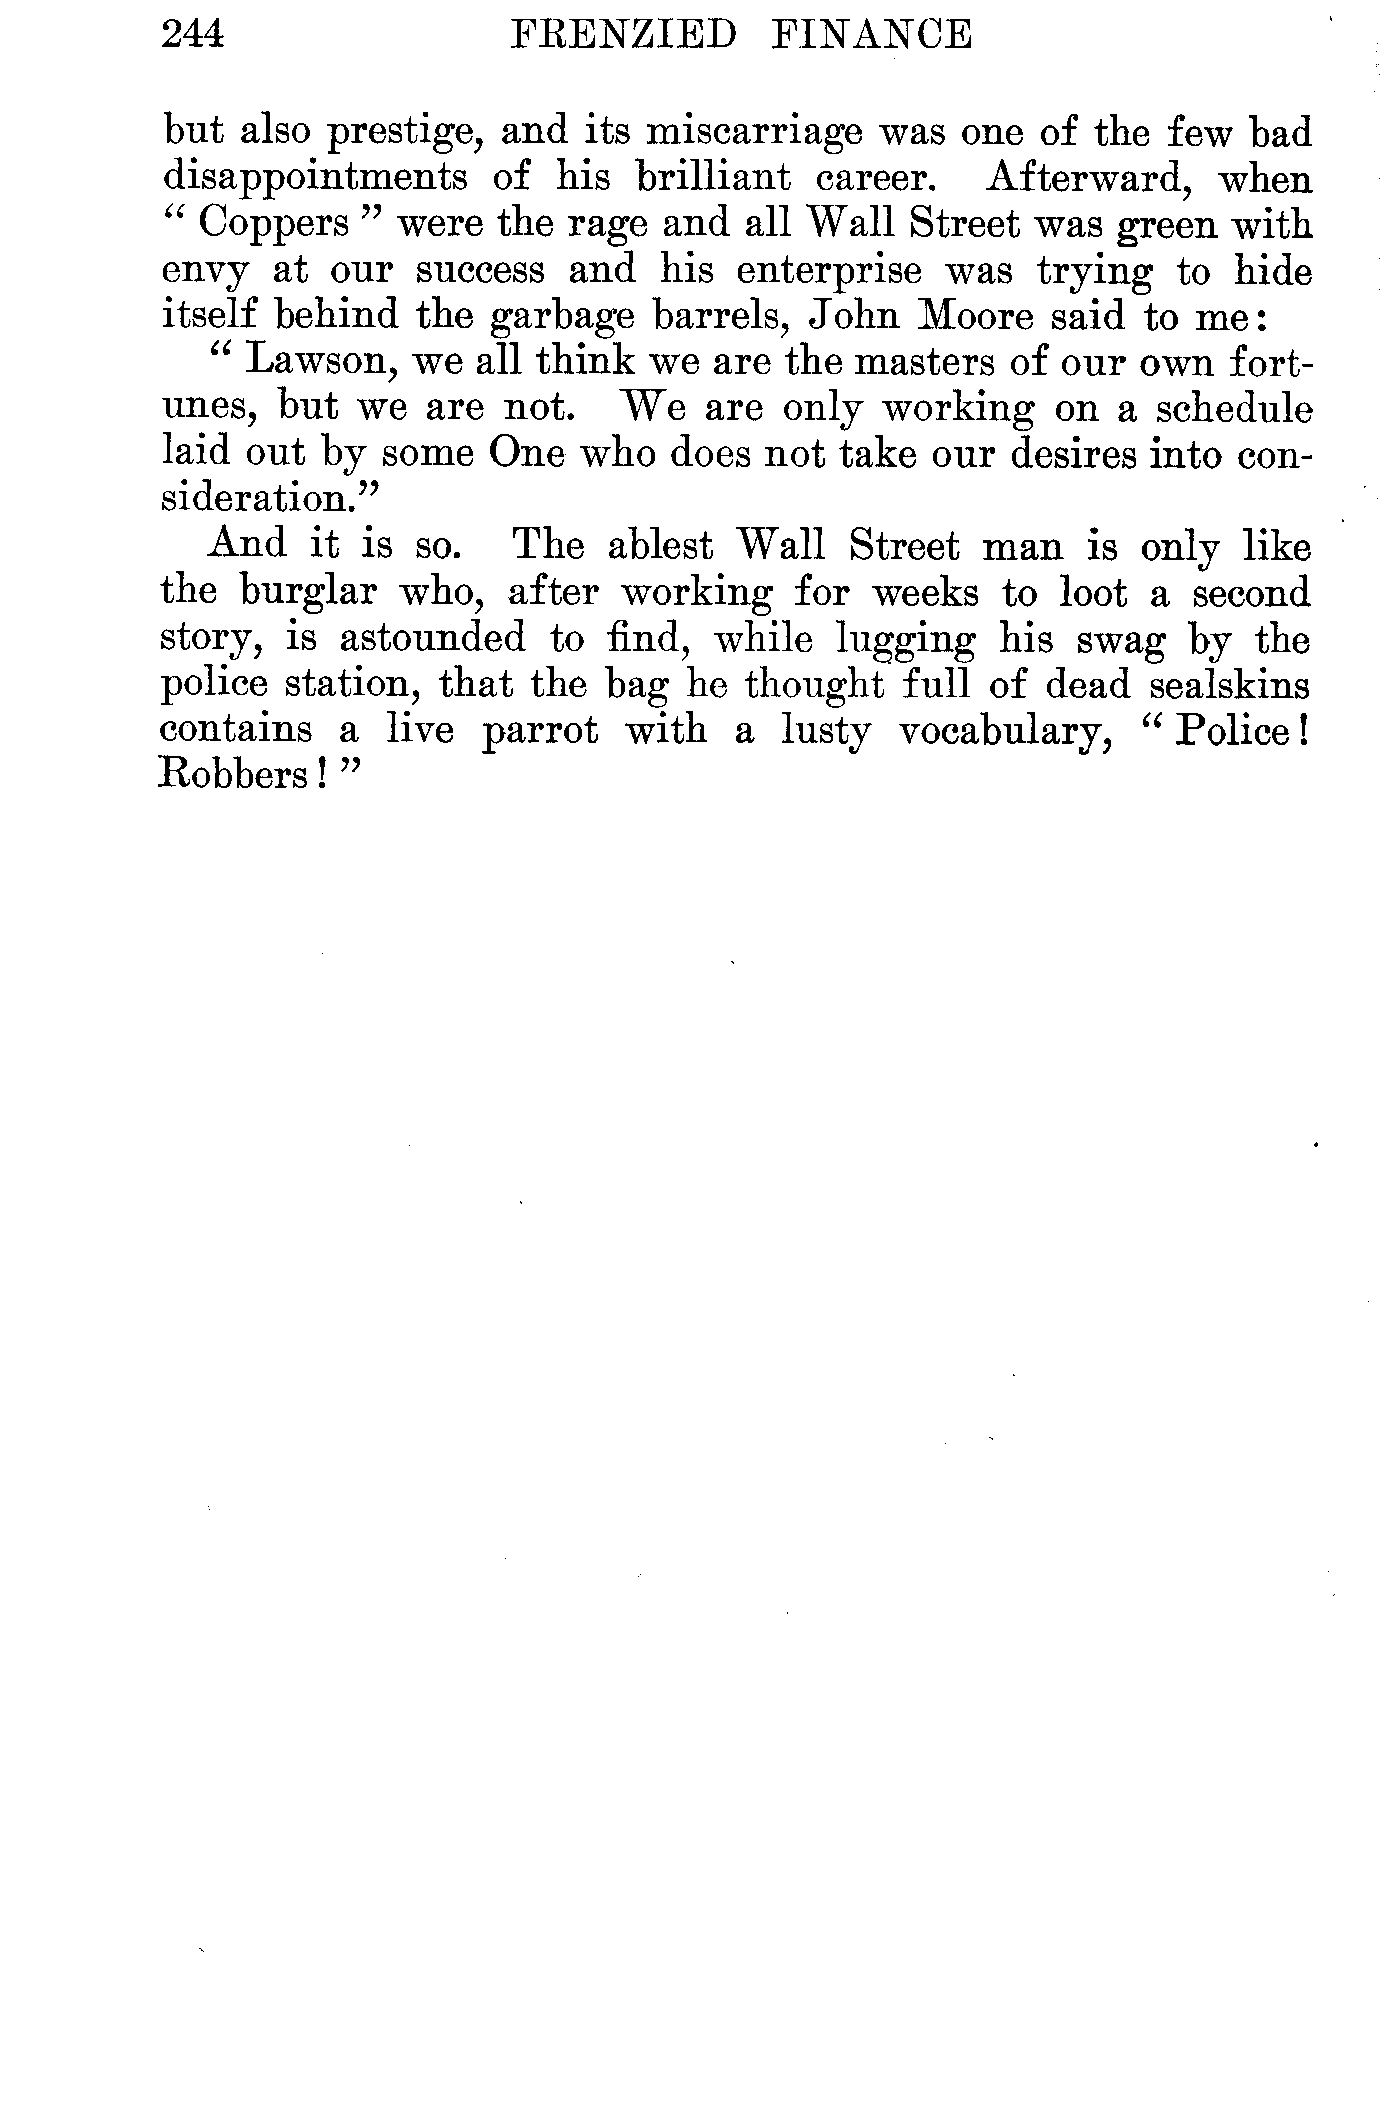 244 FRENZIED FINANCE
but also prestige, and its miscarriage was one of the few bad
disappointments of his brilliant career. Afterward, when
“ Coppers ” were the rage and all Wall Street was green with
envy at our success and his enterprise was trying to hide
itself behind the garbage barrels, John Moore said to me:
“ Lawson, we all think we are the masters of our own fort-
unes, but we are not. We are only working on a schedule
laid out by some One who does not take our desires into con-
sideration.”
And it is so. The ablest Wall Street man is only like
the burglar who, after working for weeks to loot a second
story, is astounded to find, while lugging his swag by the
police station, that the bag he thought full of dead sealskins
contains a live parrot with a lusty vocabulary, “ Police !
Robbers ! ”